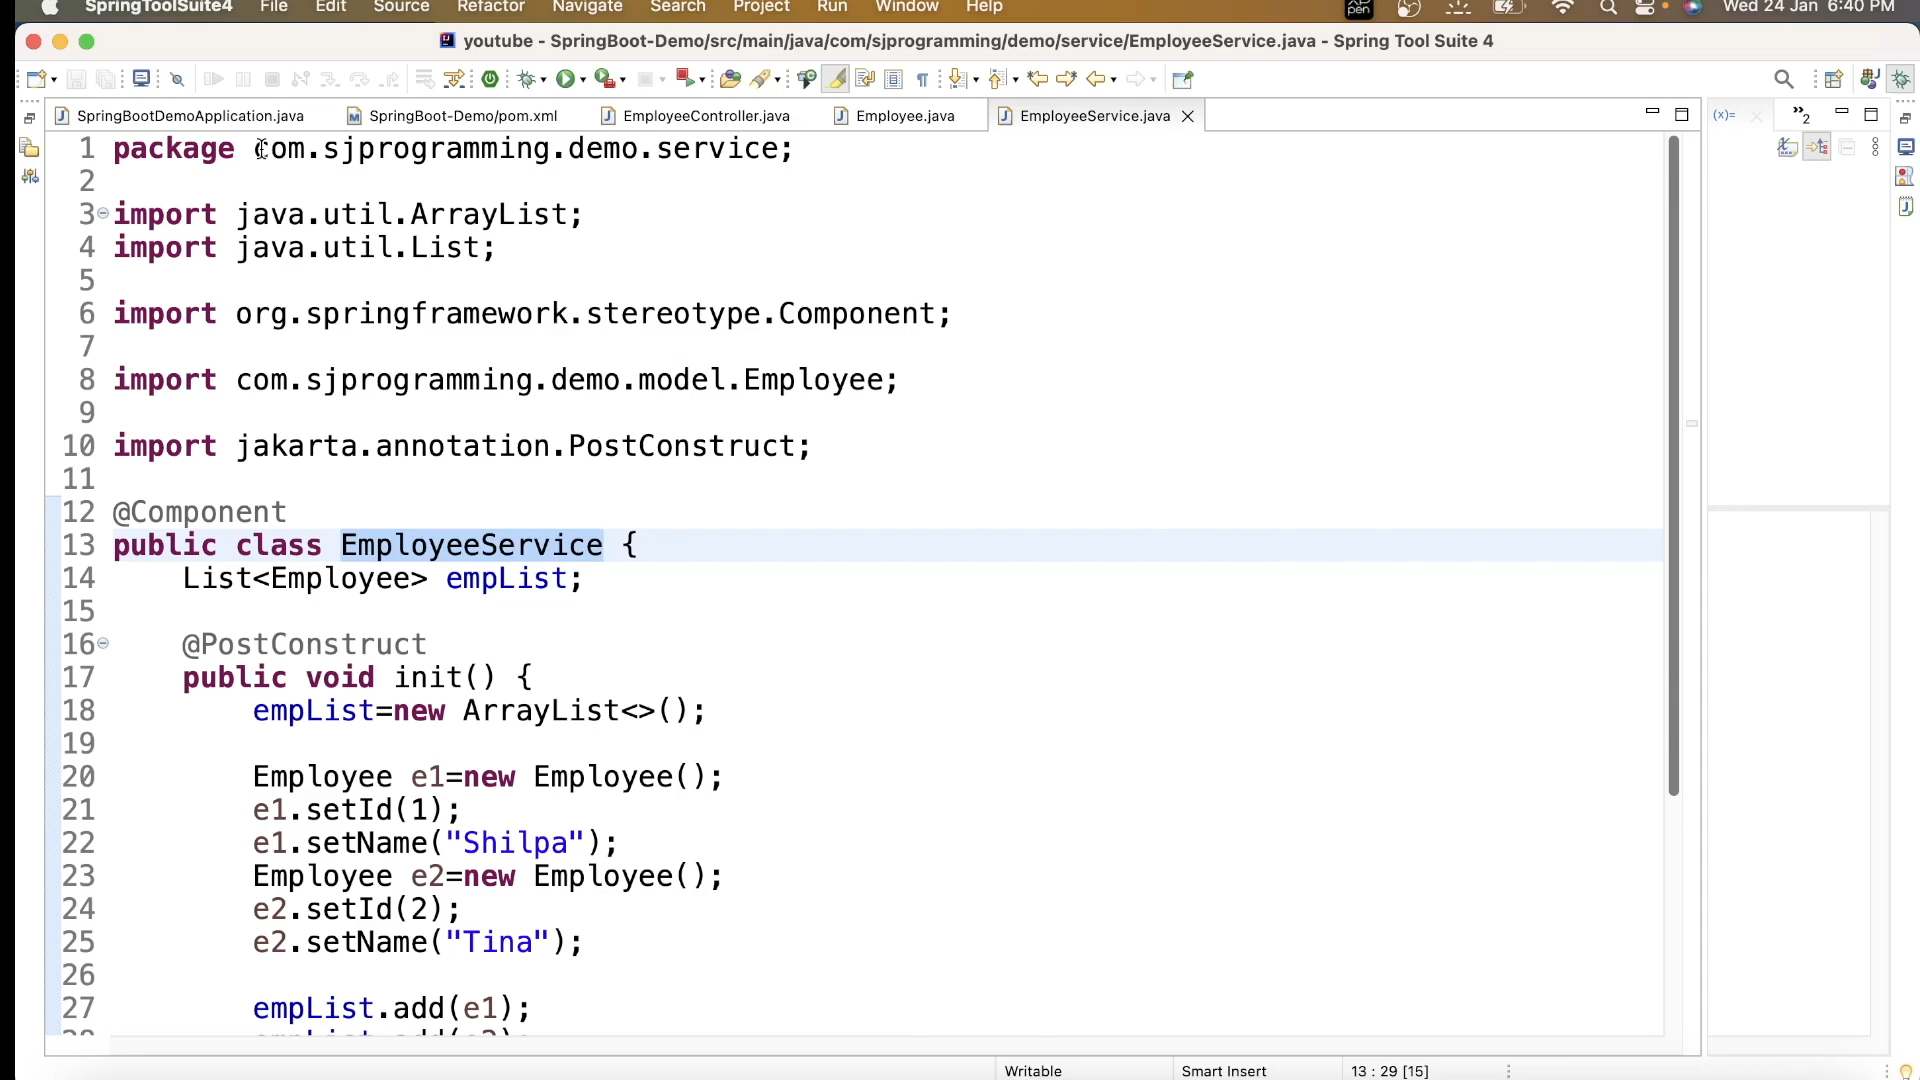 SpringToolSuite4 File Edit Source Refactor Navigate Search Project Run Window Help XP pen Wed 24 Jan 6:40 PM
youtube - SpringBoot-Demo/src/main/java/com/sjprogramming/demo/service/EmployeeService.java - Spring Tool Suite 4
SpringBootDemoApplication.java SpringBoot-Demo/pom.xml EmployeeController.java Employee.java EmployeeService.java (x)= »2
1 package com.sjprogramming.demo.service;
2
3 import java.util.ArrayList;
4 import java.util.List;
5
6 import org.springframework.stereotype.Component;
7
8 import com.sjprogramming.demo.model.Employee;
9
10 import jakarta.annotation.PostConstruct;
11
12 @Component
13 public class EmployeeService {
14 List<Employee> empList;
15
16 @PostConstruct
17 public void init() {
18 empList=new ArrayList<>();
19
20 Employee e1=new Employee();
21 e1.setId(1);
22 e1.setName("Shilpa");
23 Employee e2=new Employee();
24 e2.setId(2);
25 e2.setName("Tina");
26
27 empList.add(e1);
Writable Smart Insert 13 : 29 [15]